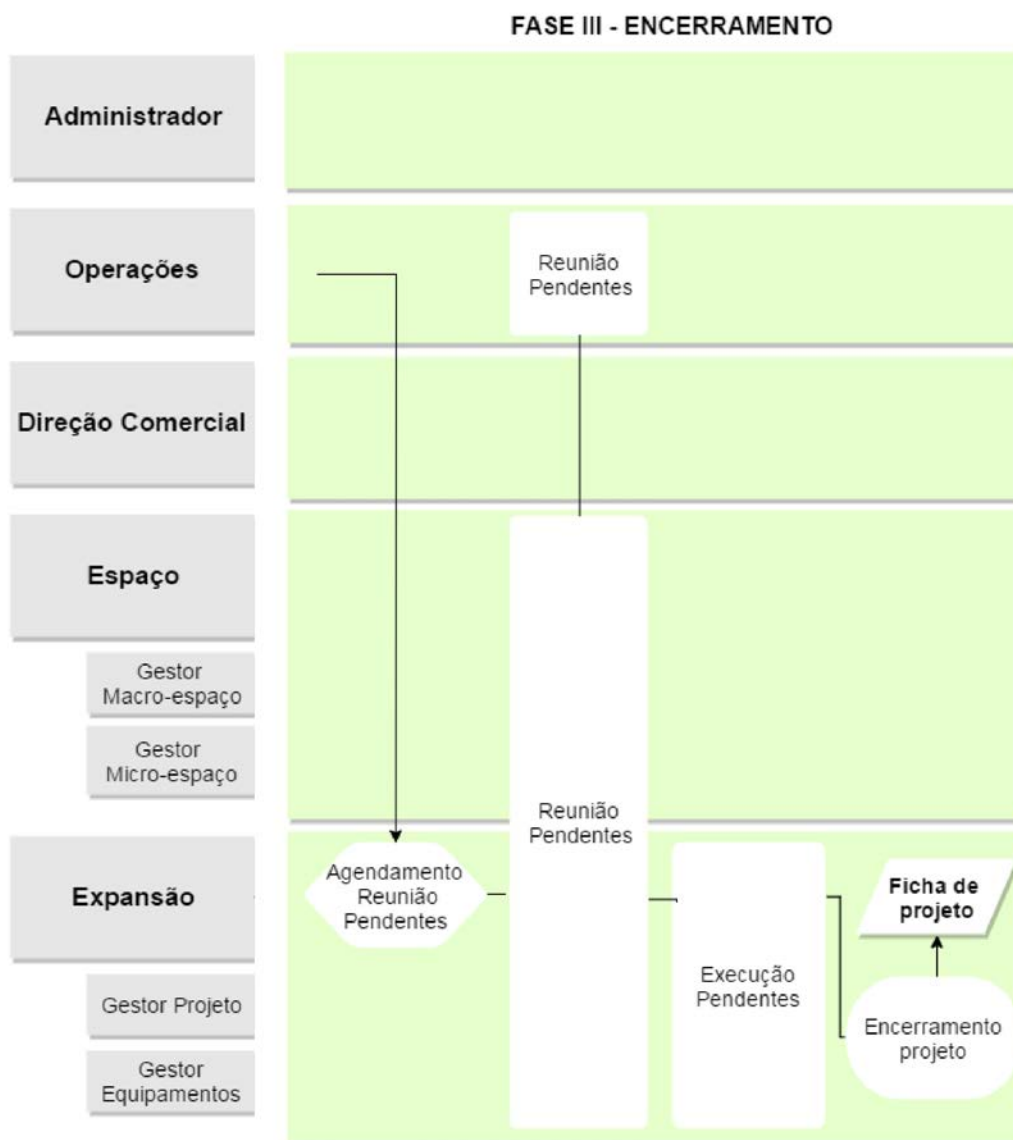 FASE III - ENCERRAMENTO
Administrador
Operações
Reunião
Pendentes
Direção Comercial
Espaço
Gestor
Macro-espaço
Gestor
Micro-espaço
Reunião
Pendentes
Expansão
Agendamento
Reunião
Pendentes
Ficha de
projeto
Execução
Pendentes
Gestor Projeto
Encerramento
projeto
Gestor
Equipamentos